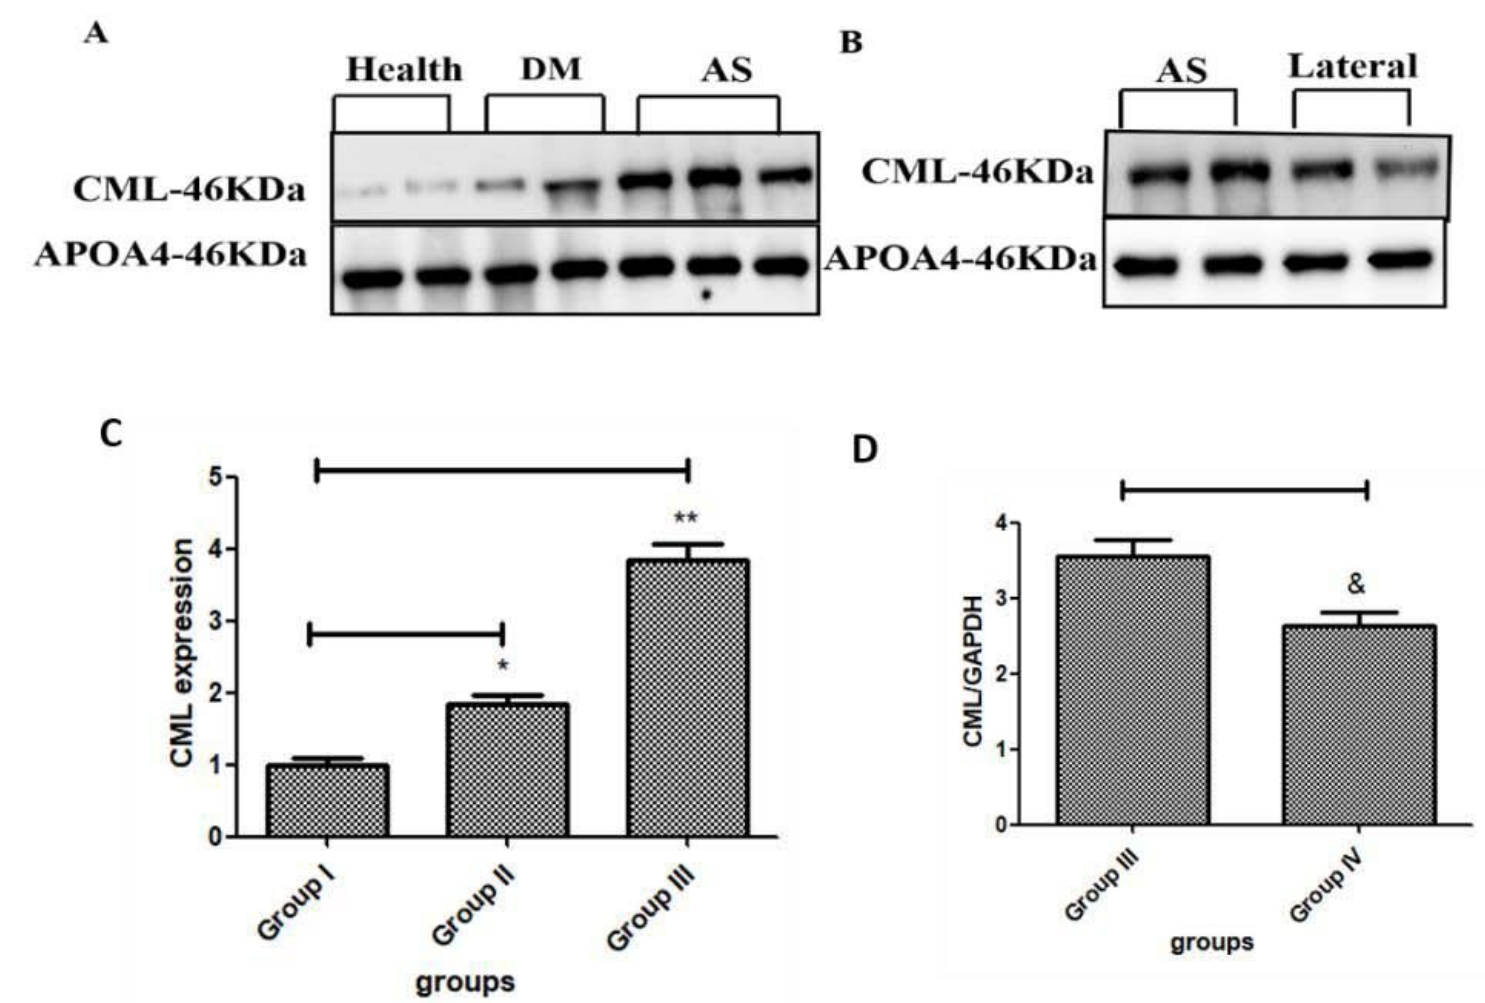 A
Health DM AS
CML-46KDa
APOA4-46KDa
B
AS Lateral
CML-46KDa
APOA4-46KDa
C
5
4
3
2
1
0
CML expression
**
*
Group I
Group II
Group III
groups
D
4
3
2
1
0
CML/GAPDH
&
Group III
Group IV
groups